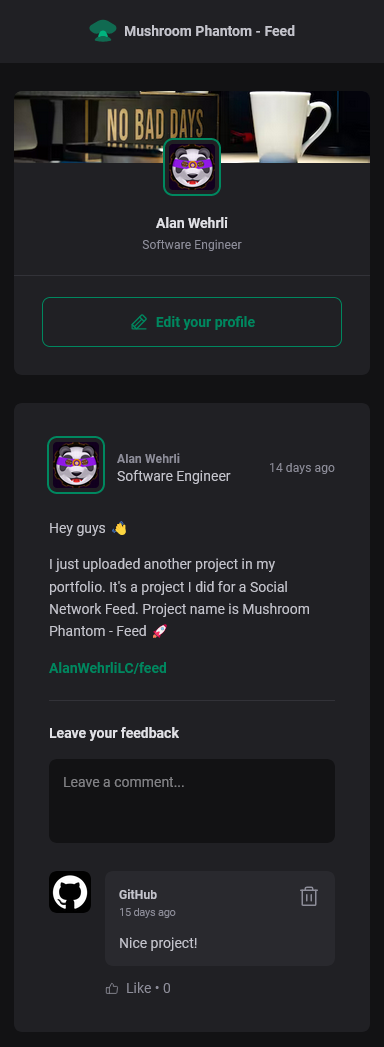 Mushroom Phantom - Feed
NO BAD DAYS
Alan Wehrli
Software Engineer
Edit your profile
Alan Wehrli
Software Engineer
14 days ago
Hey guys 👋
I just uploaded another project in my
portfolio. It's a project I did for a Social
Network Feed. Project name is Mushroom
Phantom - Feed 🚀
AlanWehrliLC/feed
Leave your feedback
Leave a comment...
GitHub
15 days ago
Nice project!
Like • 0